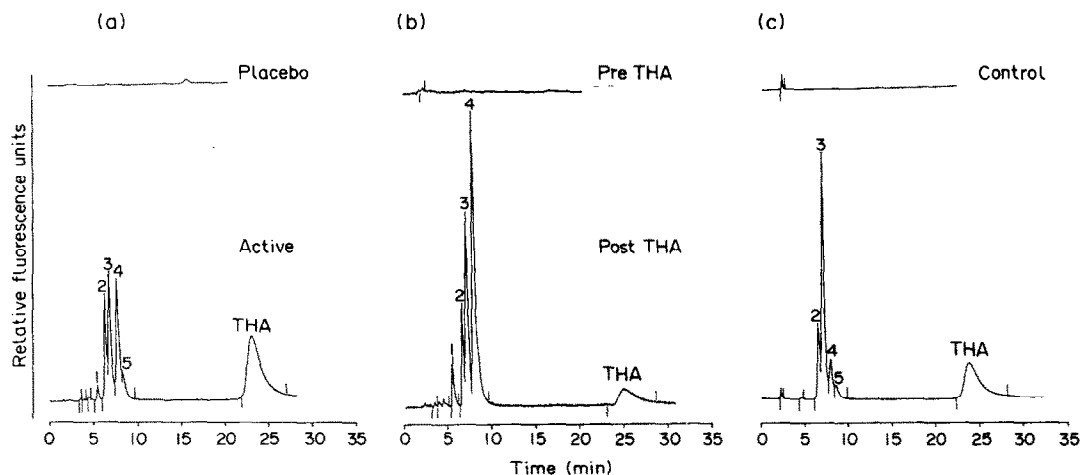 (a)
Placebo
Active
2
3
4
5
THA
0 5 10 15 20 25 30 35
Relative fluorescence units
(b)
Pre THA
Post THA
1
2
3
4
THA
0 5 10 15 20 25 30 35
Time (min)
(c)
Control
2
3
4
5
THA
0 5 10 15 20 25 30 35